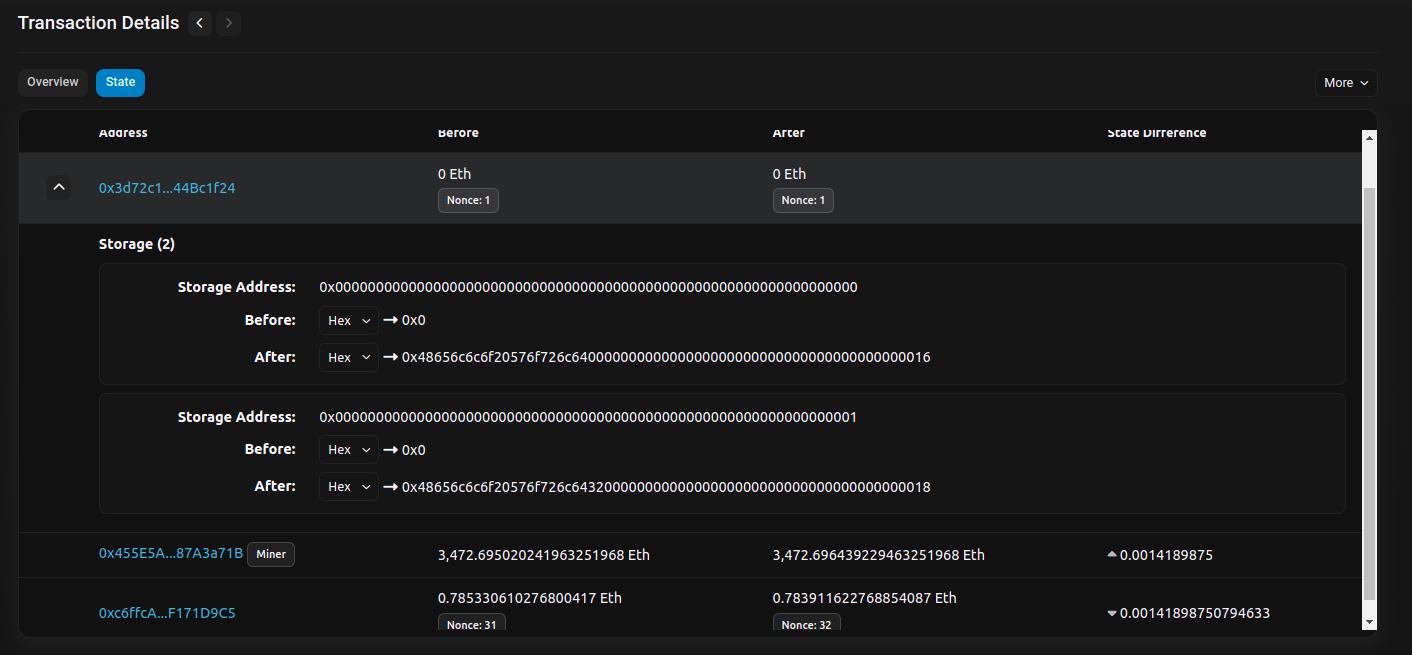 Transaction Details
Overview State More
Address Before After State Difference
0x3d72c1...44Bc1f24 0 Eth Nonce: 1 0 Eth Nonce: 1
Storage (2)
Storage Address: 0x0000000000000000000000000000000000000000000000000000000000000000
Before: Hex 0x0
After: Hex 0x48656c6c6f20576f726c64000000000000000000000000000000000000000016
Storage Address: 0x0000000000000000000000000000000000000000000000000000000000000001
Before: Hex 0x0
After: Hex 0x48656c6c6f20576f726c64320000000000000000000000000000000000000018
0x455E5A...87A3a71B Miner 3,472.695020241963251968 Eth 3,472.696439229463251968 Eth 0.0014189875
0xc6ffcA...F171D9C5 0.785330610276800417 Eth Nonce: 31 0.783911622768854087 Eth Nonce: 32 0.00141898750794633